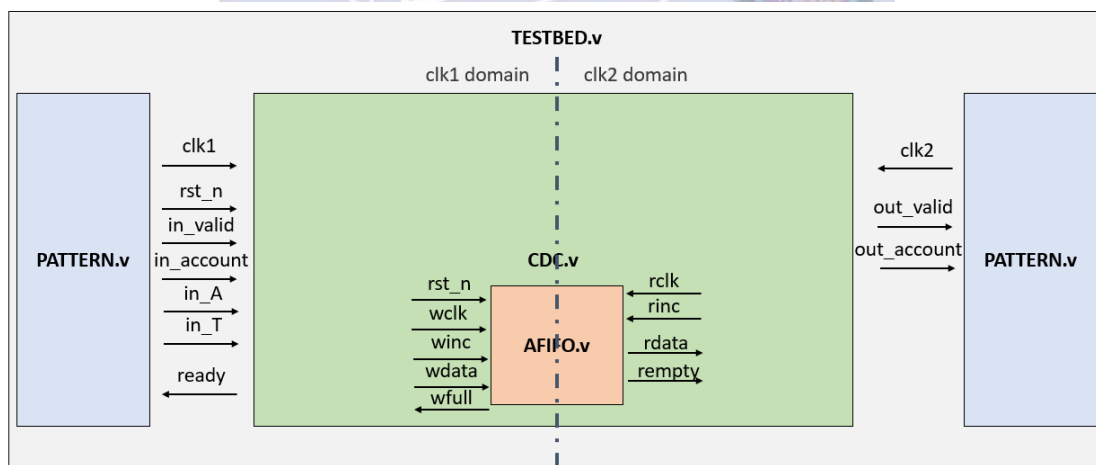 TESTBED.v
clk1 domain
clk2 domain
clk1
rst_n
in_valid
PATTERN.v
in_account
in_A
in_T
ready
CDC.v
rst_n
wclk
winc
wdata
wfull
AFIFO.v
rclk
rinc
rdata
rempty
clk2
out_valid
out_account
PATTERN.v